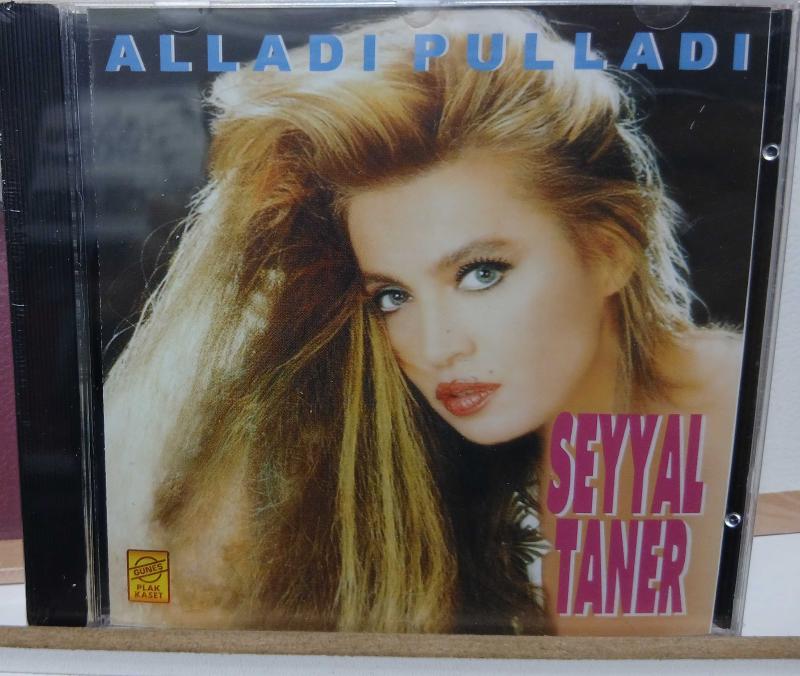 ALLADI PULLADI
SEYYAL
TANER
GÜNEŞ
PLAK
KASET